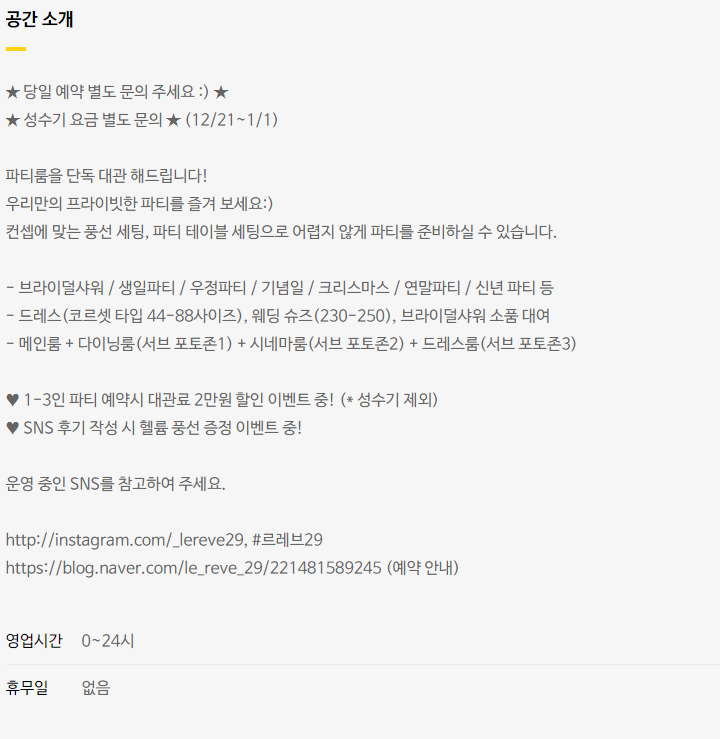 공간 소개
★ 당일 예약 별도 문의 주세요 :) ★
★ 성수기 요금 별도 문의 ★ (12/21~1/1)
파티룸을 단독 대관 해드립니다!
우리만의 프라이빗한 파티를 즐겨 보세요:)
컨셉에 맞는 풍선 세팅, 파티 테이블 세팅으로 어렵지 않게 파티를 준비하실 수 있습니다.
- 브라이덜샤워 / 생일파티 / 우정파티 / 기념일 / 크리스마스 / 연말파티 / 신년 파티 등
- 드레스(코르셋 타입 44-88사이즈), 웨딩 슈즈(230-250), 브라이덜샤워 소품 대여
- 메인룸 + 다이닝룸(서브 포토존1) + 시네마룸(서브 포토존2) + 드레스룸(서브 포토존3)
♥ 1-3인 파티 예약시 대관료 2만원 할인 이벤트 중! (* 성수기 제외)
♥ SNS 후기 작성 시 헬륨 풍선 증정 이벤트 중!
운영 중인 SNS를 참고하여 주세요.
http://instagram.com/_lereve29, #르레브29
https://blog.naver.com/le_reve_29/221481589245 (예약 안내)
영업시간 0~24시
휴무일 없음